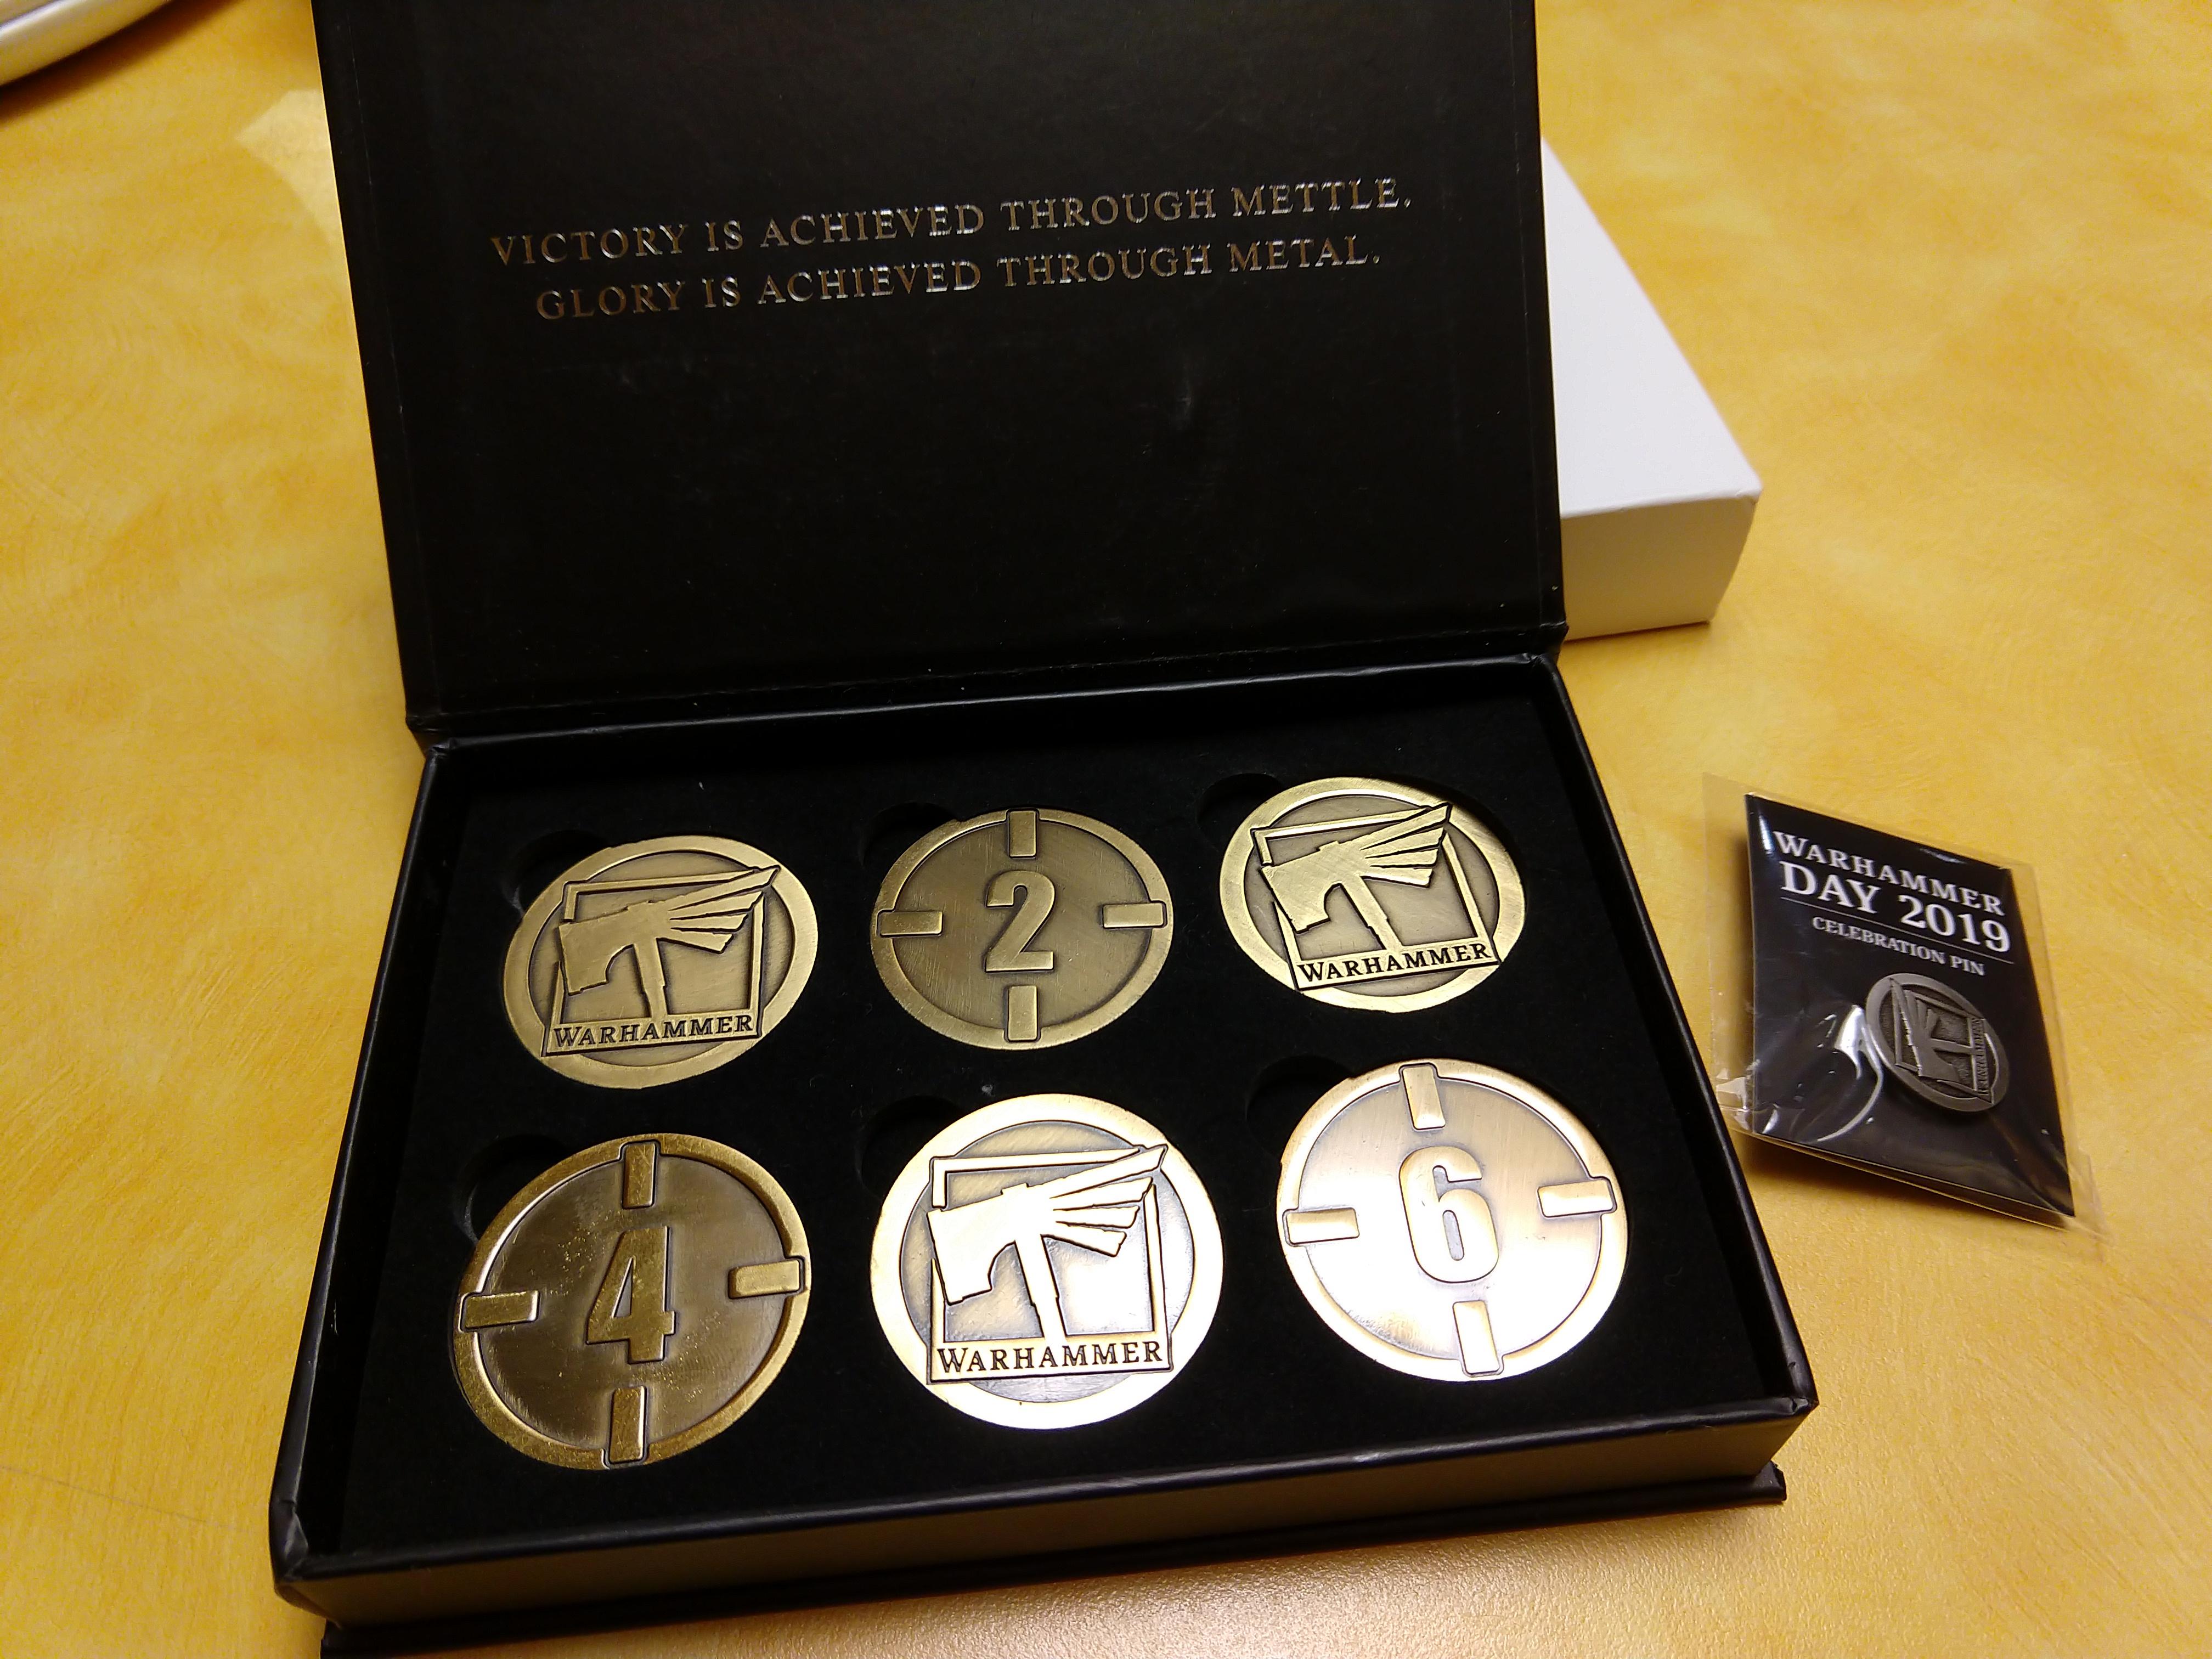 VICTORY IS ACHIEVED THROUGH METTLE.
GLORY IS ACHIEVED THROUGH METAL.
WARHAMMER
2
WARHAMMER
4
WARHAMMER
6
WARHAMMER
DAY 2019
CELEBRATION PIN
WARHAMMER